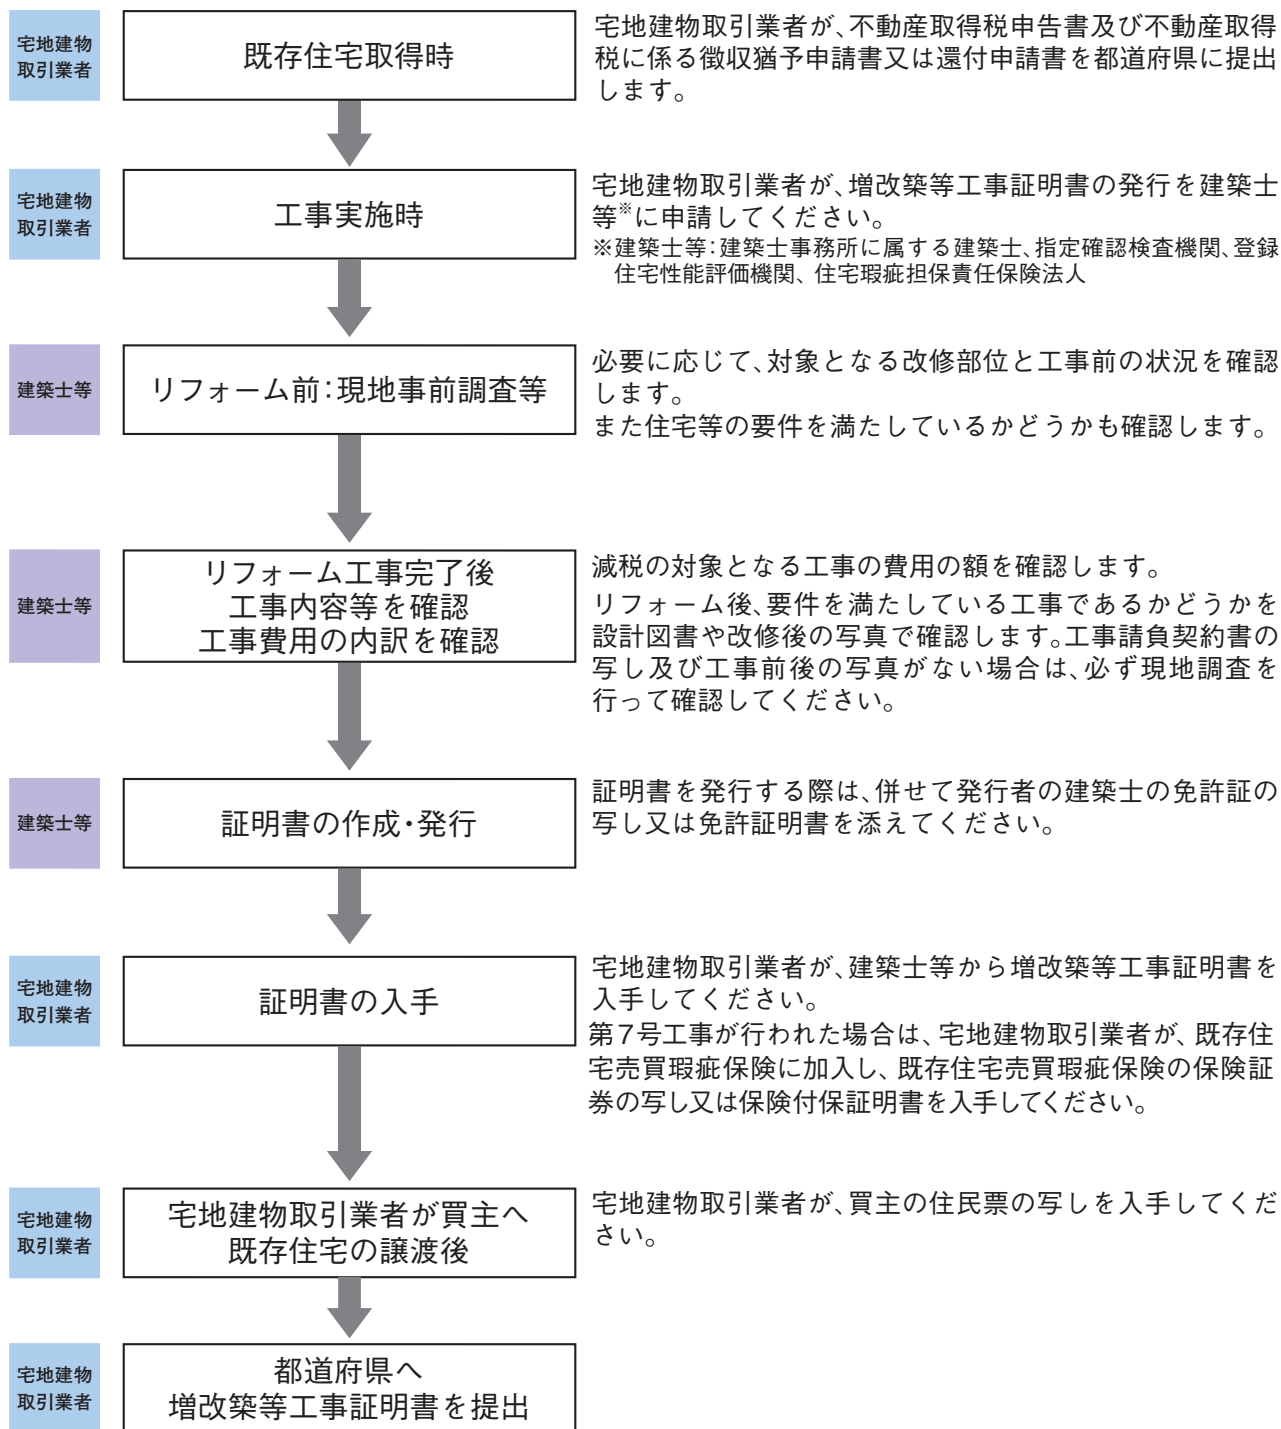 宅地建物
取引業者
既存住宅取得時
宅地建物取引業者が、不動産取得税申告書及び不動産取得
税に係る徴収猶予申請書又は還付申請書を都道府県に提出
します。
宅地建物
取引業者
工事実施時
宅地建物取引業者が、増改築等工事証明書の発行を建築士
等※に申請してください。
※建築士等：建築士事務所に属する建築士、指定確認検査機関、登録
住宅性能評価機関、住宅瑕疵担保責任保険法人
建築士等
リフォーム前：現地事前調査等
必要に応じて、対象となる改修部位と工事前の状況を確認
します。
また住宅等の要件を満たしているかどうかも確認します。
建築士等
リフォーム工事完了後
工事内容等を確認
工事費用の内訳を確認
減税の対象となる工事の費用の額を確認します。
リフォーム後、要件を満たしている工事であるかどうかを
設計図書や改修後の写真で確認します。工事請負契約書の
写し及び工事前後の写真がない場合は、必ず現地調査を
行って確認してください。
建築士等
証明書の作成・発行
証明書を発行する際は、併せて発行者の建築士の免許証の
写し又は免許証明書を添えてください。
宅地建物
取引業者
証明書の入手
宅地建物取引業者が、建築士等から増改築等工事証明書を
入手してください。
第7号工事が行われた場合は、宅地建物取引業者が、既存住
宅売買瑕疵保険に加入し、既存住宅売買瑕疵保険の保険証
券の写し又は保険付保証明書を入手してください。
宅地建物
取引業者
宅地建物取引業者が買主へ
既存住宅の譲渡後
宅地建物取引業者が、買主の住民票の写しを入手してくだ
さい。
宅地建物
取引業者
都道府県へ
増改築等工事証明書を提出